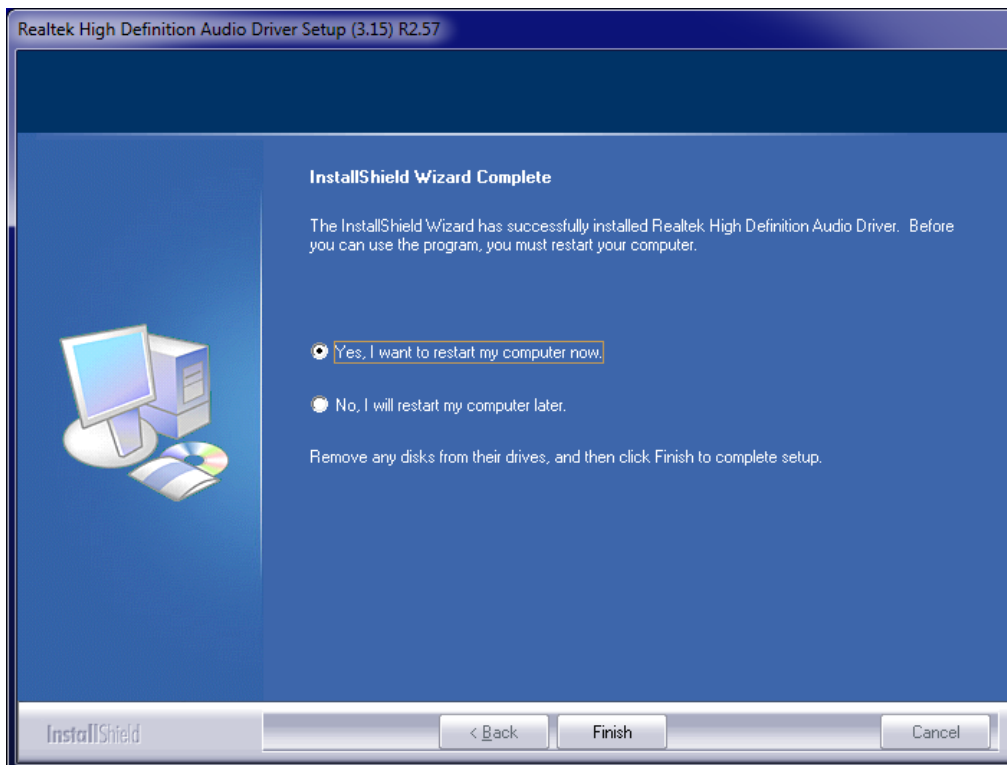 Realtek High Definition Audio Driver Setup (3.15) R2.57
InstallShield Wizard Complete
The InstallShield Wizard has successfully installed Realtek High Definition Audio Driver.  Before
you can use the program, you must restart your computer.
Yes, I want to restart my computer now.
No, I will restart my computer later.
Remove any disks from their drives, and then click Finish to complete setup.
InstallShield
< Back
Finish
Cancel